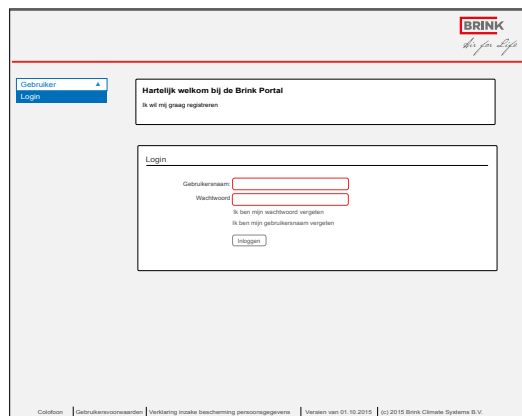 BRINK
Air for Life
Gebruiker ▲
Login
Hartelijk welkom bij de Brink Portal
Ik wil mij graag registreren
Login
Gebruikersnaam
Wachtwoord
Ik ben mijn wachtwoord vergeten
Ik ben mijn gebruikersnaam vergeten
Inloggen
Colofoon | Gebruikersvoorwaarden | Verklaring inzake bescherming persoonsgegevens | Versien van 01.10.2015 | (c) 2015 Brink Climate Systems B.V.